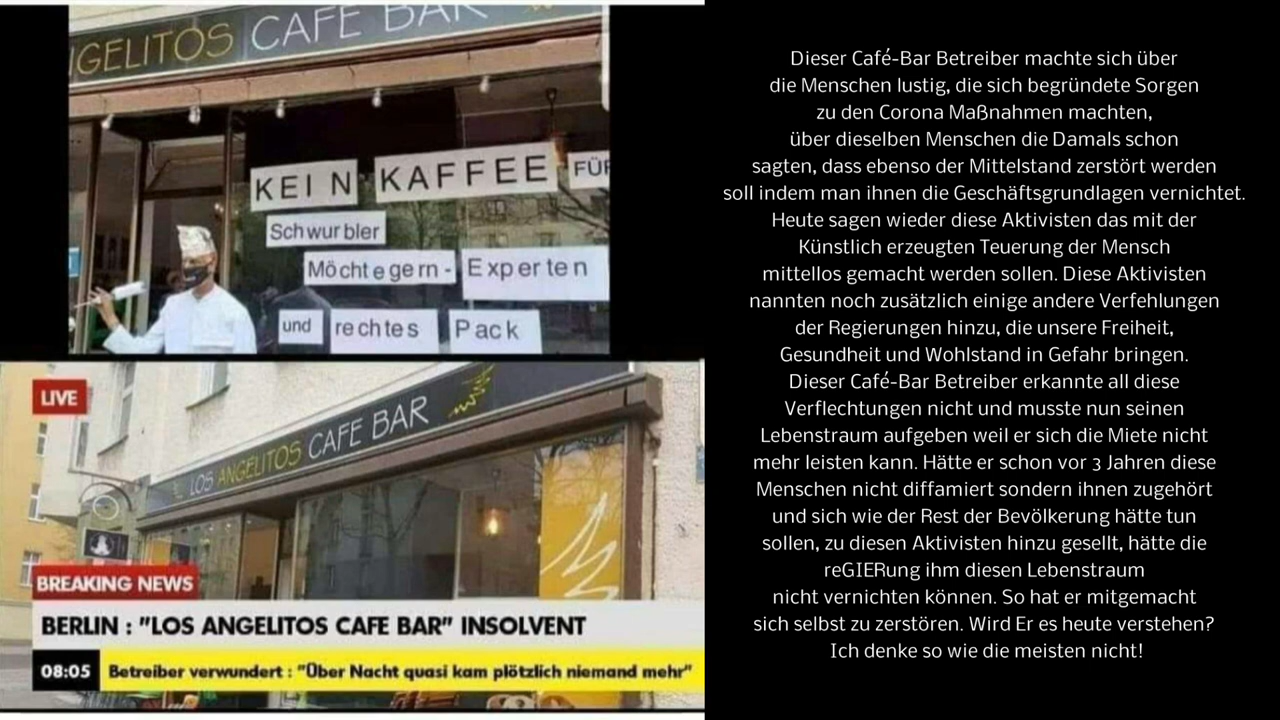 NGELITOS CAFE BAR
KEIN KAFFEE FÜR
Schwurbler
Möchtegern - Experten
und rechtes Pack
LIVE
LOS ANGELITOS CAFE BAR
BREAKING NEWS
BERLIN : "LOS ANGELITOS CAFE BAR" INSOLVENT
08:05 Betreiber verwundert : "Über Nacht quasi kam plötzlich niemand mehr"
Dieser Café-Bar Betreiber machte sich über
die Menschen lustig, die sich begründete Sorgen
zu den Corona Maßnahmen machten,
über dieselben Menschen die Damals schon
sagten, dass ebenso der Mittelstand zerstört werden
soll indem man ihnen die Geschäftsgrundlagen vernichtet.
Heute sagen wieder diese Aktivisten das mit der
Künstlich erzeugten Teuerung der Mensch
mittellos gemacht werden sollen. Diese Aktivisten
nannten noch zusätzlich einige andere Verfehlungen
der Regierungen hinzu, die unsere Freiheit,
Gesundheit und Wohlstand in Gefahr bringen.
Dieser Café-Bar Betreiber erkannte all diese
Verflechtungen nicht und musste nun seinen
Lebenstraum aufgeben weil er sich die Miete nicht
mehr leisten kann. Hätte er schon vor 3 Jahren diese
Menschen nicht diffamiert sondern ihnen zugehört
und sich wie der Rest der Bevölkerung hätte tun
sollen, zu diesen Aktivisten hinzu gesellt, hätte die
reGIERung ihm diesen Lebenstraum
nicht vernichten können. So hat er mitgemacht
sich selbst zu zerstören. Wird Er es heute verstehen?
Ich denke so wie die meisten nicht!